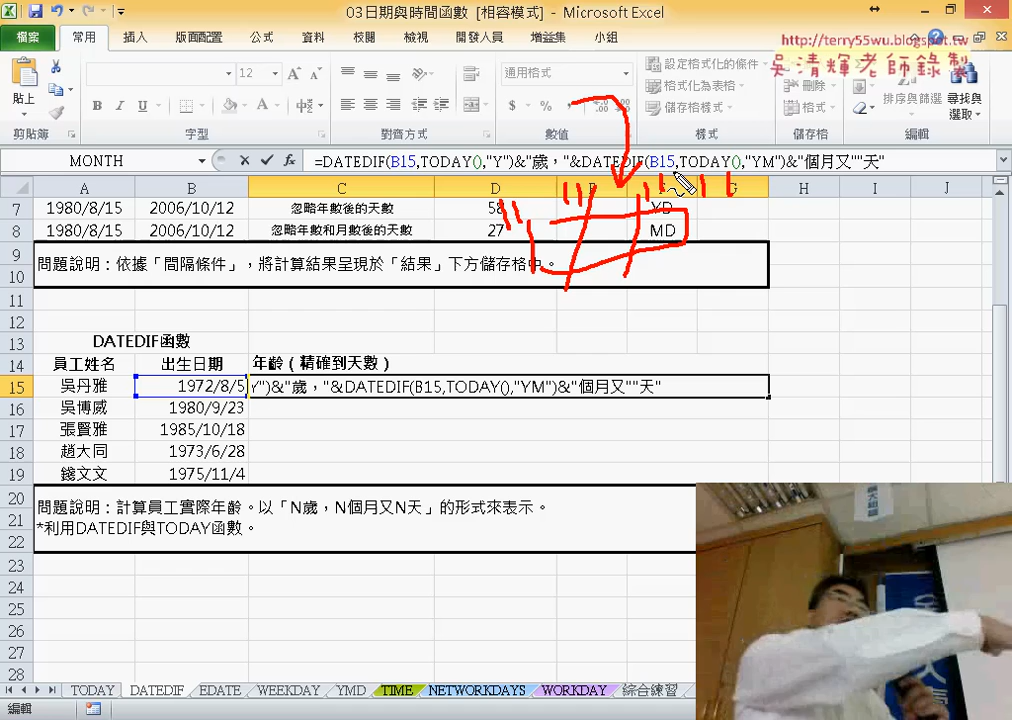 03日期與時間函數 [相容模式] - Microsoft Excel
檔案 常用 插入 版面配置 公式 資料 校閱 檢視 開發人員 增益集 小組
http://terry55wu.blogspot.tw
吳清輝老師錄製
貼上
12
通用格式
設定格式化的條件
格式化為表格
儲存格樣式
插入
刪除
格式
排序與篩選 尋找與選取
剪貼簿 字型 對齊方式 數值 樣式 儲存格 編輯
MONTH
=DATEDIF(B15,TODAY(),"Y")&"歲，"&DATEDIF(B15,TODAY(),"YM")&"個月又""天"
A B C D F G H I J
7 1980/8/15 2006/10/12 忽略年數後的天數 58 YD
8 1980/8/15 2006/10/12 忽略年數和月數後的天數 27 MD
9
10
問題說明：依據「間隔條件」，將計算結果呈現於「結果」下方儲存格中。
11
12
13 DATEDIF函數
14 員工姓名 出生日期 年齡（精確到天數）
15 吳丹雅 1972/8/5 Y")&"歲，"&DATEDIF(B15,TODAY(),"YM")&"個月又""天"
16 吳博威 1980/9/23
17 張賢雅 1985/10/18
18 趙大同 1973/6/28
19 錢文文 1975/11/4
20
21
22
問題說明：計算員工實際年齡。以「N歲，N個月又N天」的形式來表示。
*利用DATEDIF與TODAY函數。
23
24
25
26
27
28
TODAY DATEDIF EDATE WEEKDAY YMD TIME NETWORKDAYS WORKDAY 綜合練習
編輯